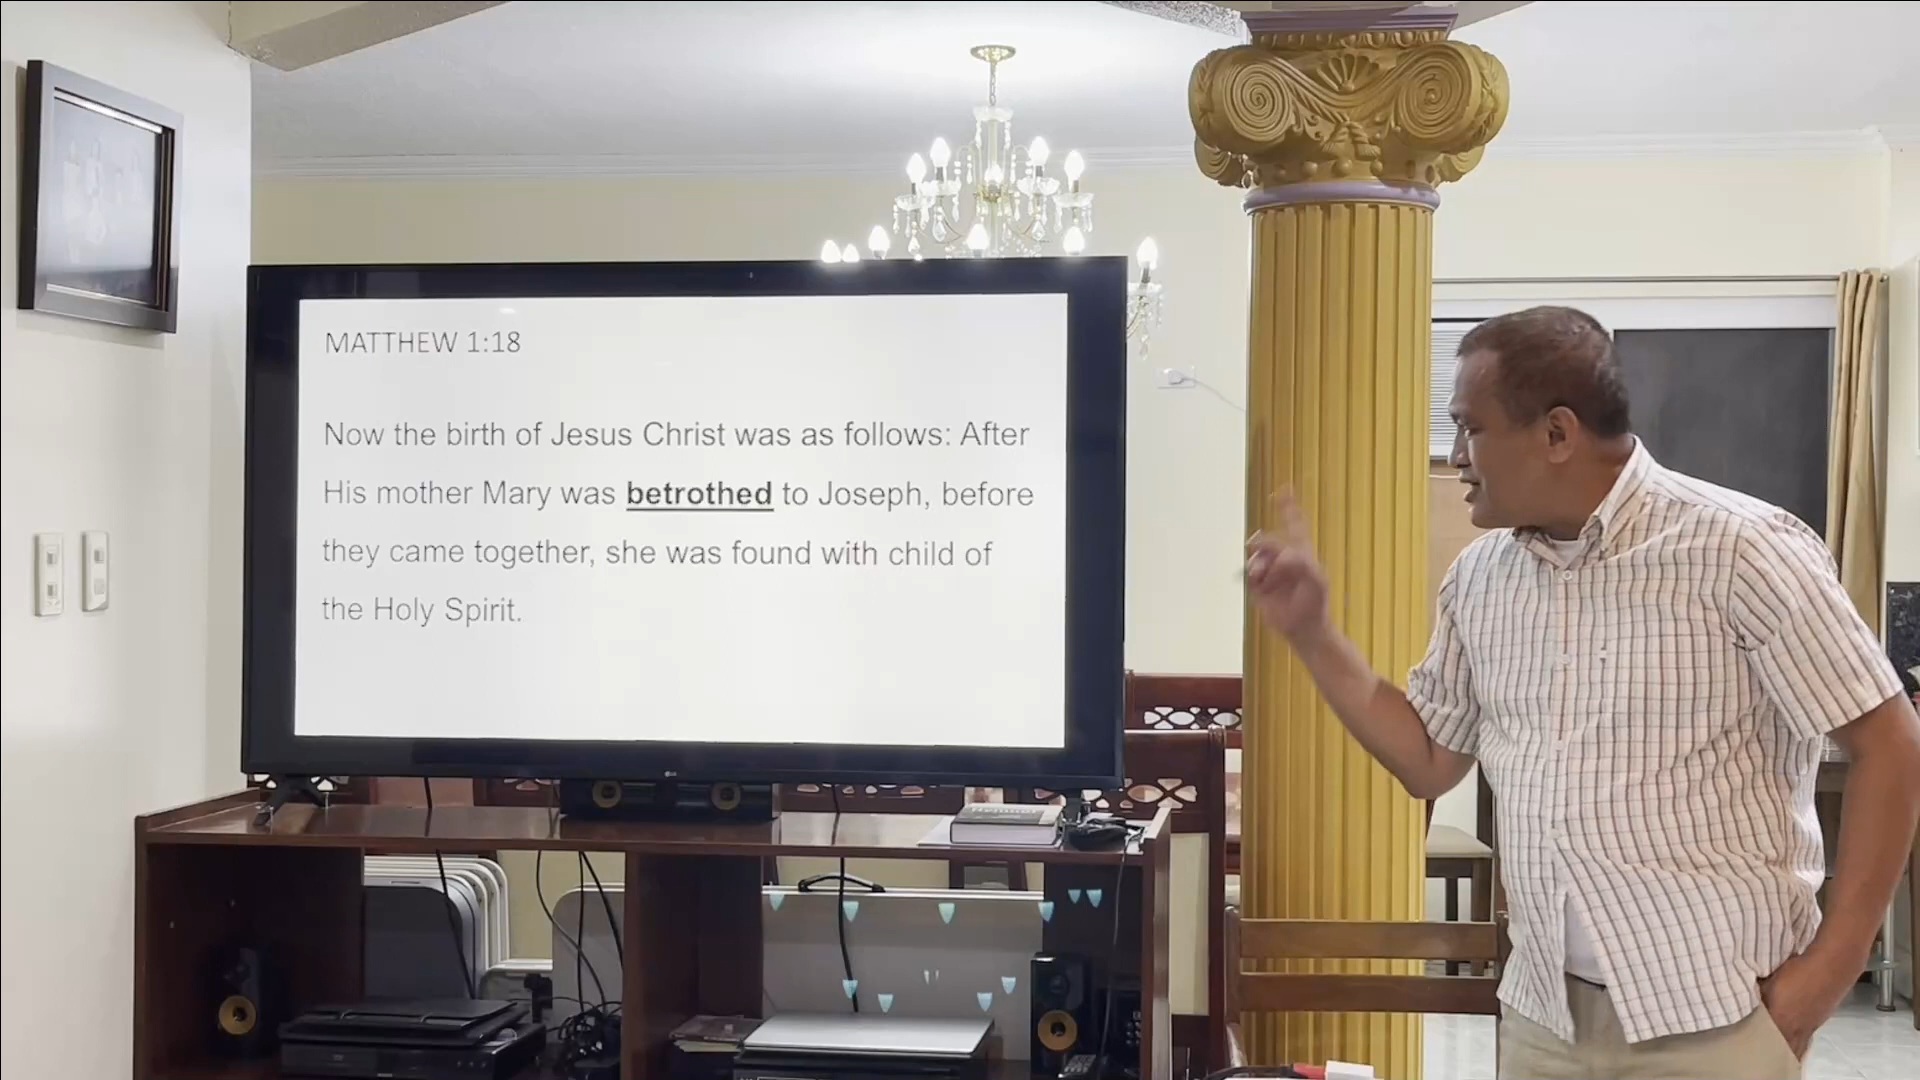 MATTHEW 1:18
Now the birth of Jesus Christ was as follows: After
His mother Mary was betrothed to Joseph, before
they came together, she was found with child of
the Holy Spirit.
LG